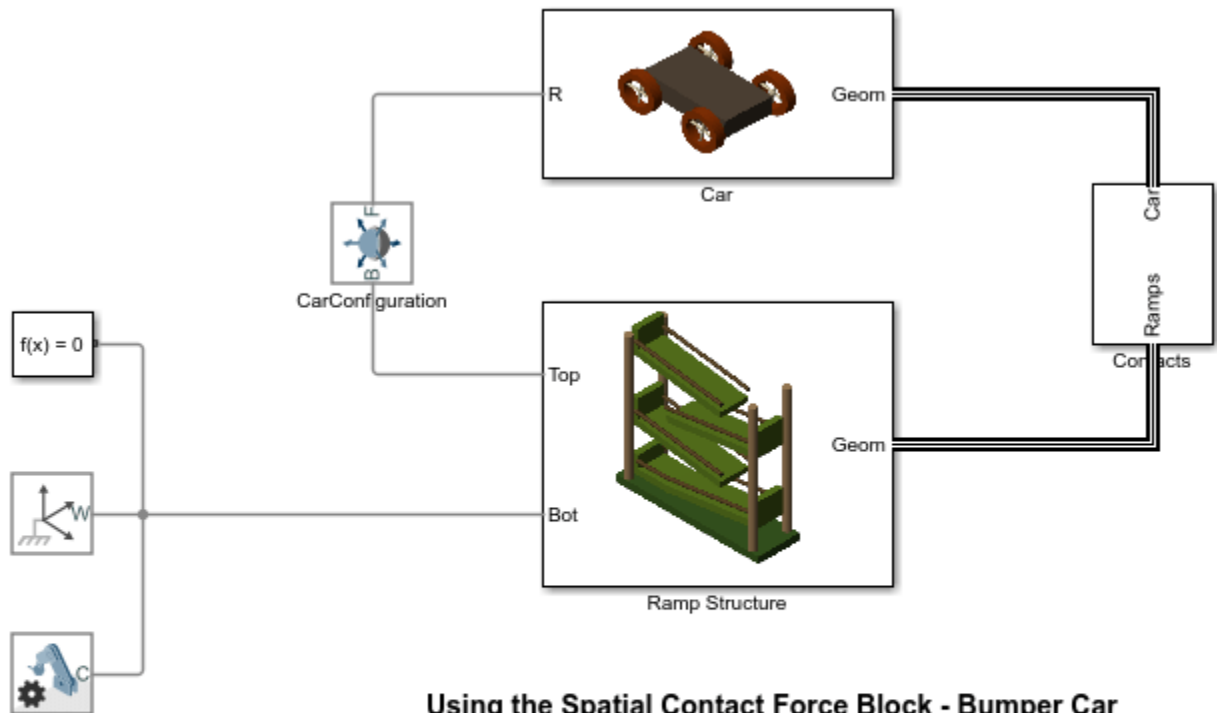 R
Geom
Car
F
B
CarConfiguration
Car
Ramps
Contacts
f(x) = 0
Top
Geom
W
Bot
Ramp Structure
C
Using the Spatial Contact Force Block - Bumper Car